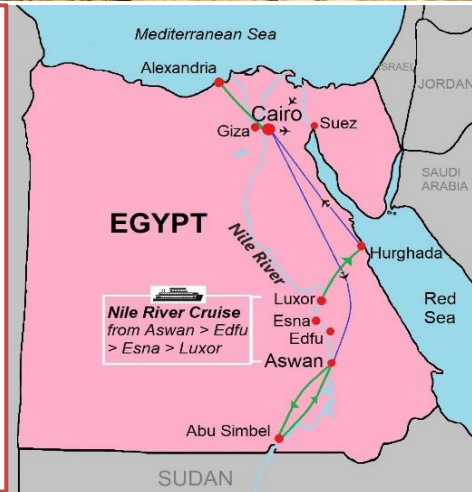 Mediterranean Sea
Alexandria
ISRAEL
JORDAN
Cairo
Giza
Suez
SAUDI
ARABIA
EGYPT
Nile River
Hurghada
Luxor
Red
Sea
Nile River Cruise
from Aswan > Edfu
> Esna > Luxor
Esna
Edfu
Aswan
Abu Simbel
SUDAN